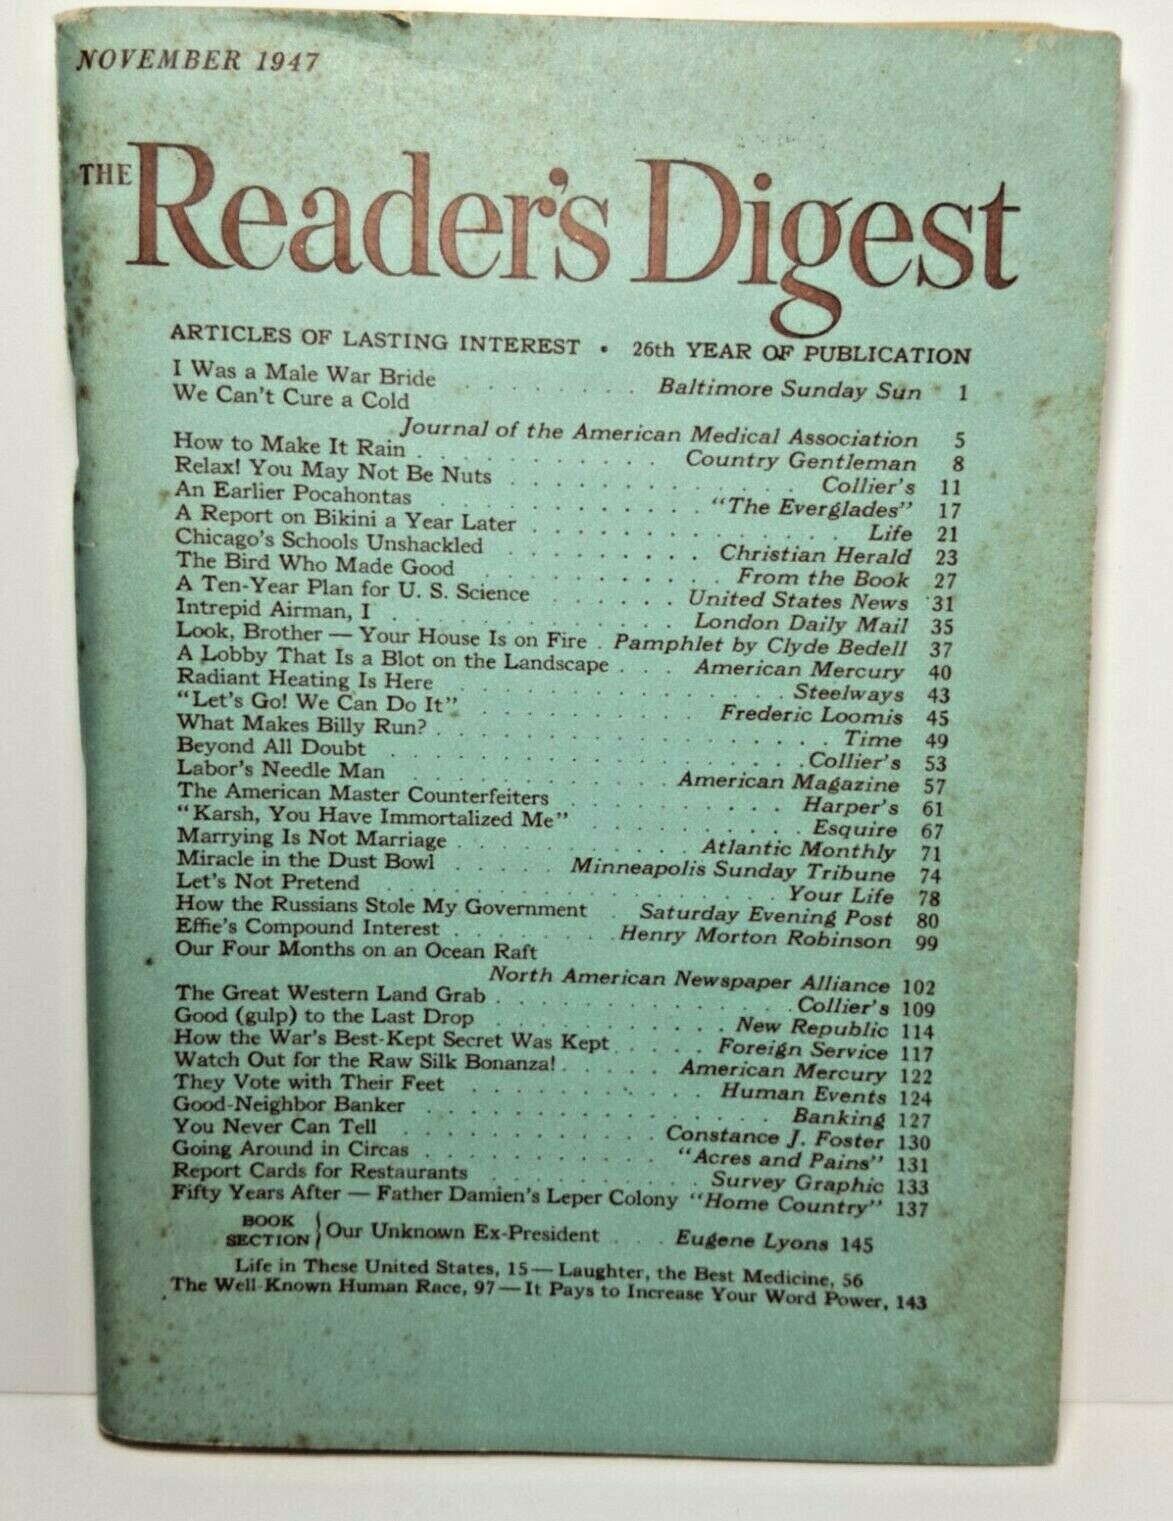 NOVEMBER 1947
THE Reader's Digest
ARTICLES OF LASTING INTEREST • 26th YEAR OF PUBLICATION
I Was a Male War Bride . . . . . . . . Baltimore Sunday Sun 1
We Can't Cure a Cold
Journal of the American Medical Association 5
How to Make It Rain . . . . . . . . . . . Country Gentleman 8
Relax! You May Not Be Nuts . . . . . . . . . . . . . Collier's 11
An Earlier Pocahontas . . . . . . . . . . . . "The Everglades" 17
A Report on Bikini a Year Later . . . . . . . . . . . . . Life 21
Chicago's Schools Unshackled . . . . . . . . . Christian Herald 23
The Bird Who Made Good . . . . . . . . . . . From the Book 27
A Ten-Year Plan for U. S. Science . . . . . . United States News 31
Intrepid Airman, I . . . . . . . . . . . . . London Daily Mail 35
Look, Brother — Your House Is on Fire . Pamphlet by Clyde Bedell 37
A Lobby That Is a Blot on the Landscape . . . American Mercury 40
Radiant Heating Is Here . . . . . . . . . . . . . . Steelways 43
"Let's Go! We Can Do It" . . . . . . . . . . Frederic Loomis 45
What Makes Billy Run? . . . . . . . . . . . . . . . . . Time 49
Beyond All Doubt . . . . . . . . . . . . . . . . . Collier's 53
Labor's Needle Man . . . . . . . . . . . . American Magazine 57
The American Master Counterfeiters . . . . . . . . . . Harper's 61
"Karsh, You Have Immortalized Me" . . . . . . . . . . Esquire 67
Marrying Is Not Marriage . . . . . . . . . . . Atlantic Monthly 71
Miracle in the Dust Bowl . . . . . Minneapolis Sunday Tribune 74
Let's Not Pretend . . . . . . . . . . . . . . . . . Your Life 78
How the Russians Stole My Government . Saturday Evening Post 80
Effie's Compound Interest . . . . . . . . Henry Morton Robinson 99
Our Four Months on an Ocean Raft
North American Newspaper Alliance 102
The Great Western Land Grab . . . . . . . . . . . . . Collier's 109
Good (gulp) to the Last Drop . . . . . . . . . . . New Republic 114
How the War's Best-Kept Secret Was Kept . . . . . Foreign Service 117
Watch Out for the Raw Silk Bonanza! . . . . . American Mercury 122
They Vote with Their Feet . . . . . . . . . . . Human Events 124
Good-Neighbor Banker . . . . . . . . . . . . . . . . Banking 127
You Never Can Tell . . . . . . . . . . . . Constance J. Foster 130
Going Around in Circas . . . . . . . . . . . "Acres and Pains" 131
Report Cards for Restaurants . . . . . . . . . . Survey Graphic 133
Fifty Years After — Father Damien's Leper Colony "Home Country" 137
BOOK SECTION { Our Unknown Ex-President . . . Eugene Lyons 145
Life in These United States, 15 — Laughter, the Best Medicine, 56
The Well-Known Human Race, 97 — It Pays to Increase Your Word Power, 143